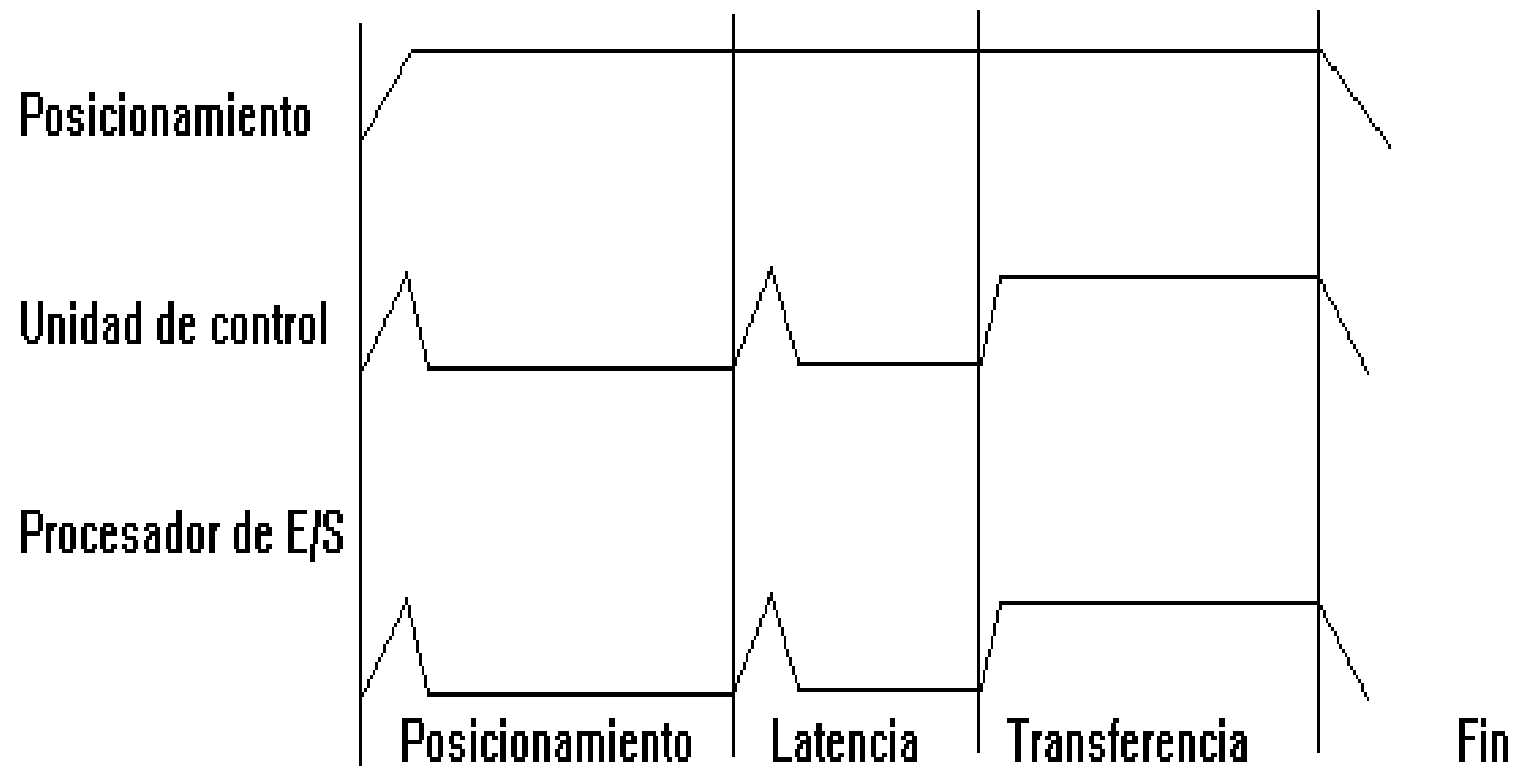 Posicionamiento
Unidad de control
Procesador de E/S
Posicionamiento
Latencia
Transferencia
Fin